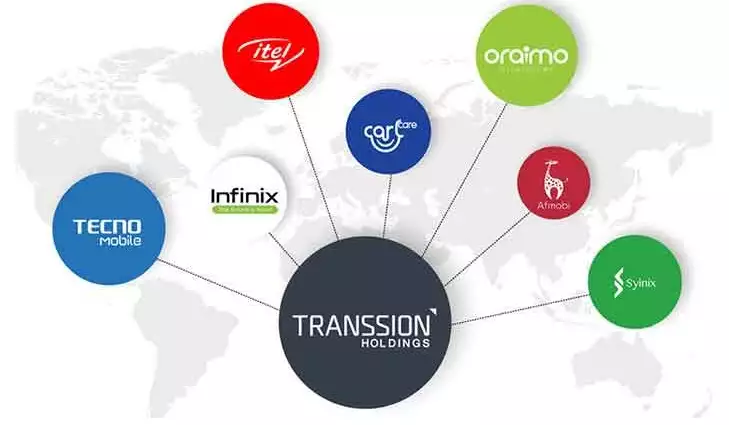 itel
oraimo
carl
care
Infinix
Afmobi
TECNO
mobile
Syinix
TRANSSION
HOLDINGS